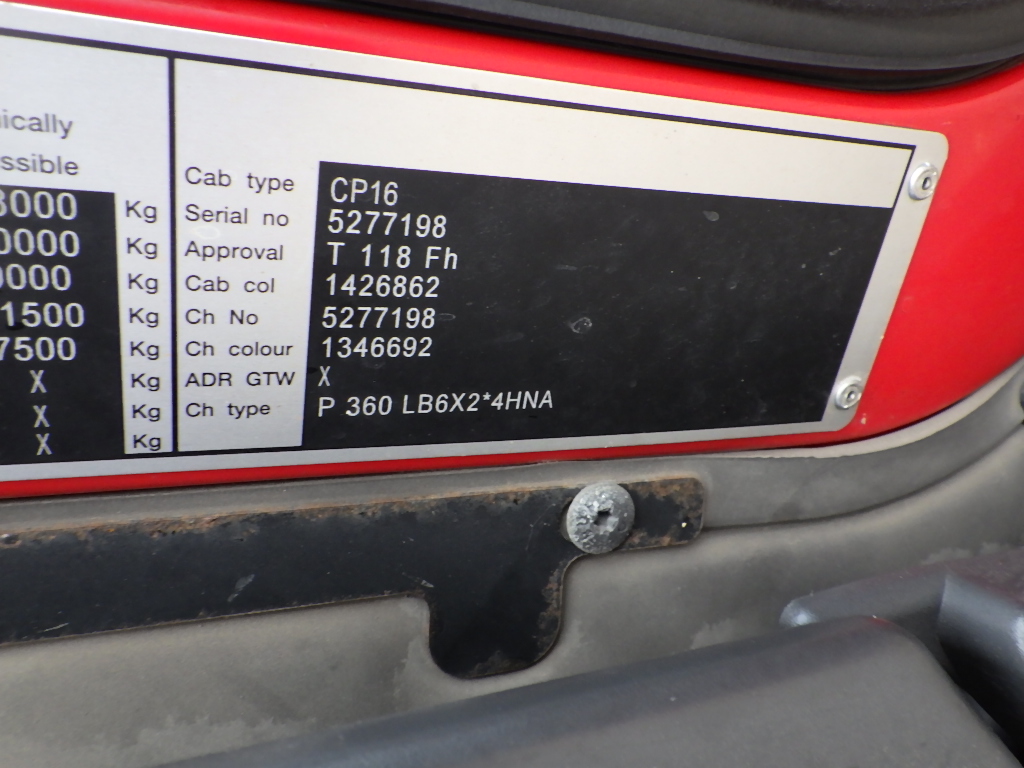 nically
ssible
3000 Kg
0000 Kg
0000 Kg
1500 Kg
7500 Kg
X Kg
X Kg
X Kg
Cab type CP16
Serial no 5277198
Approval T 118 Fh
Cab col 1426862
Ch No 5277198
Ch colour 1346692
ADR GTW X
Ch type P 360 LB6X2*4HNA